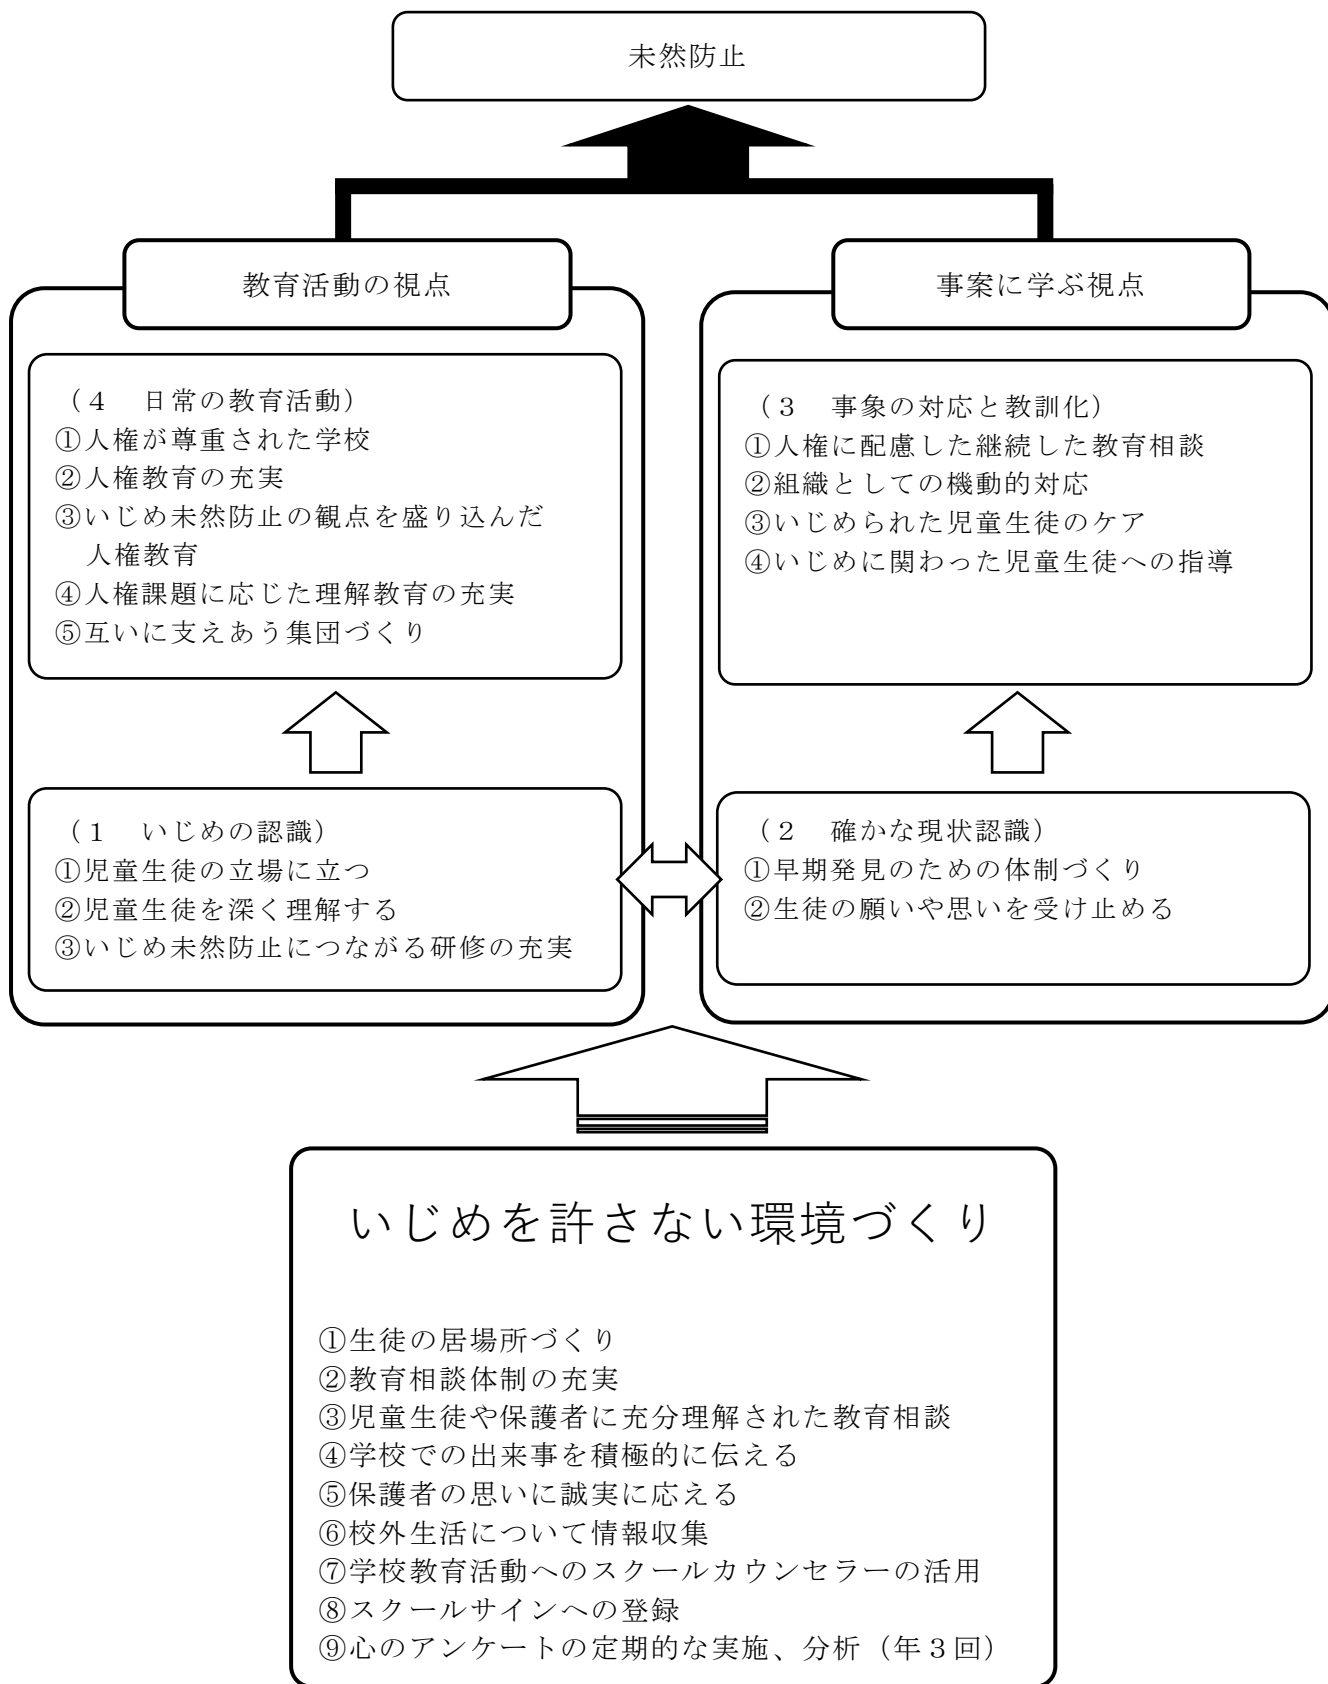 未然防止
教育活動の視点
(4 日常の教育活動)
①人権が尊重された学校
②人権教育の充実
③いじめ未然防止の観点を盛り込んだ
人権教育
④人権課題に応じた理解教育の充実
⑤互いに支えあう集団づくり
(1 いじめの認識)
①児童生徒の立場に立つ
②児童生徒を深く理解する
③いじめ未然防止につながる研修の充実
事案に学ぶ視点
(3 事象の対応と教訓化)
①人権に配慮した継続した教育相談
②組織としての機動的対応
③いじめられた児童生徒のケア
④いじめに関わった児童生徒への指導
(2 確かな現状認識)
①早期発見のための体制づくり
②生徒の願いや思いを受け止める
いじめを許さない環境づくり
①生徒の居場所づくり
②教育相談体制の充実
③児童生徒や保護者に充分理解された教育相談
④学校での出来事を積極的に伝える
⑤保護者の思いに誠実に応える
⑥校外生活について情報収集
⑦学校教育活動へのスクールカウンセラーの活用
⑧スクールサインへの登録
⑨心のアンケートの定期的な実施、分析(年3回)